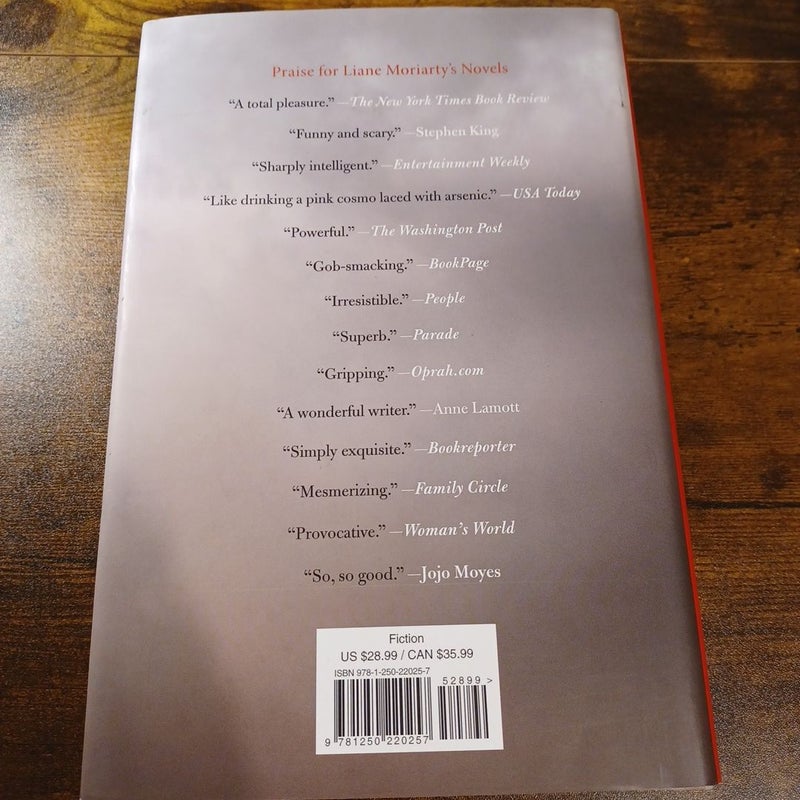 Praise for Liane Moriarty's Novels
“A total pleasure.” —The New York Times Book Review
“Funny and scary.” —Stephen King
“Sharply intelligent.” —Entertainment Weekly
“Like drinking a pink cosmo laced with arsenic.” —USA Today
“Powerful.” —The Washington Post
“Gob-smacking.” —BookPage
“Irresistible.” —People
“Superb.” —Parade
“Gripping.” —Oprah.com
“A wonderful writer.” —Anne Lamott
“Simply exquisite.” —Bookreporter
“Mesmerizing.” —Family Circle
“Provocative.” —Woman’s World
“So, so good.” —Jojo Moyes
Fiction
US $28.99 / CAN $35.99
ISBN 978-1-250-22025-7
52899 >
9 781250 220257